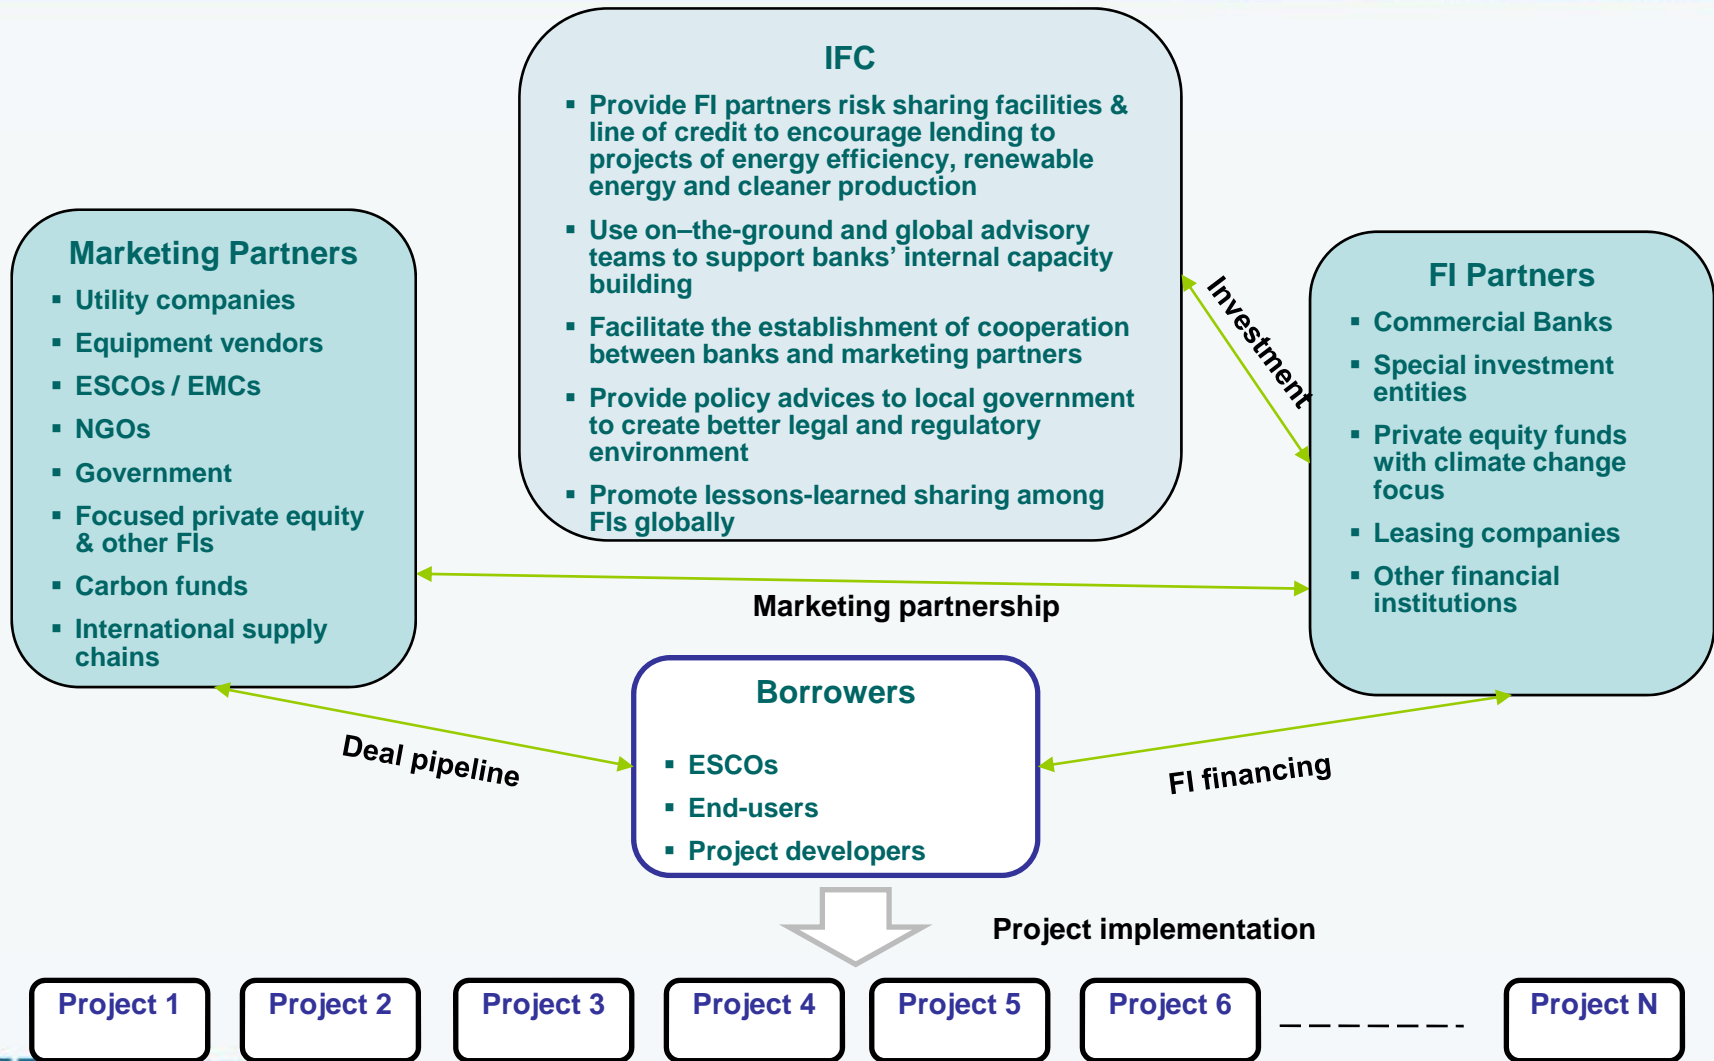 IFC
▪ Provide FI partners risk sharing facilities &
line of credit to encourage lending to
projects of energy efficiency, renewable
energy and cleaner production
▪ Use on–the-ground and global advisory
teams to support banks’ internal capacity
building
▪ Facilitate the establishment of cooperation
between banks and marketing partners
▪ Provide policy advices to local government
to create better legal and regulatory
environment
▪ Promote lessons-learned sharing among
FIs globally
Marketing Partners
▪ Utility companies
▪ Equipment vendors
▪ ESCOs / EMCs
▪ NGOs
▪ Government
▪ Focused private equity
& other FIs
▪ Carbon funds
▪ International supply
chains
Investment
FI Partners
▪ Commercial Banks
▪ Special investment
entities
▪ Private equity funds
with climate change
focus
▪ Leasing companies
▪ Other financial
institutions
Marketing partnership
Borrowers
▪ ESCOs
▪ End-users
▪ Project developers
Deal pipeline
FI financing
Project implementation
Project 1
Project 2
Project 3
Project 4
Project 5
Project 6
Project N